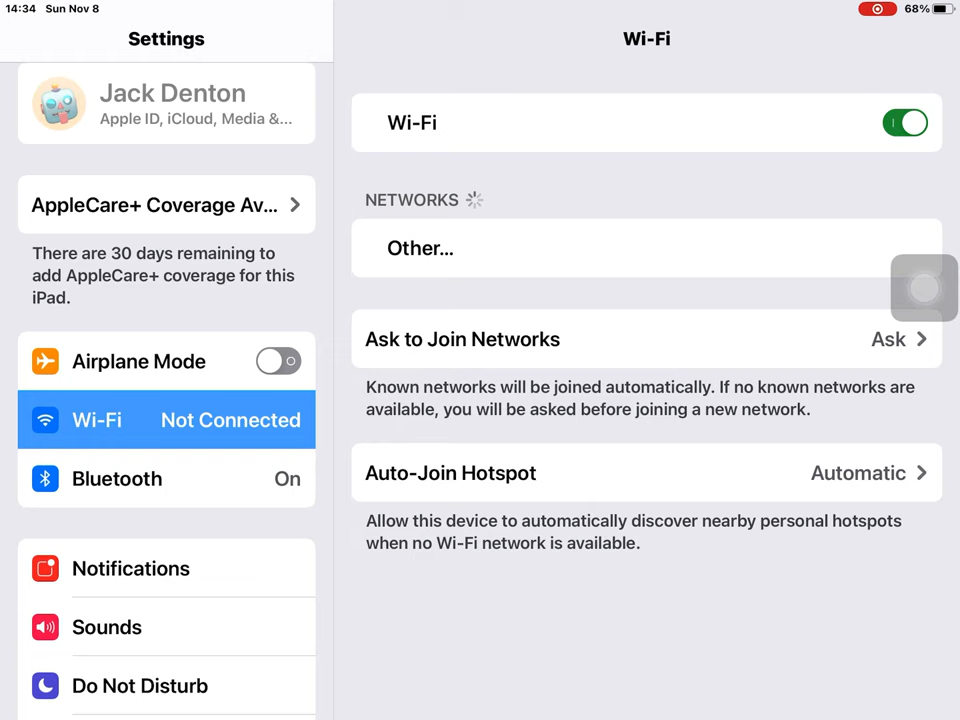 14:34 Sun Nov 8
68%
Settings
Wi-Fi
Jack Denton
Apple ID, iCloud, Media &...
AppleCare+ Coverage Av...
There are 30 days remaining to
add AppleCare+ coverage for this
iPad.
Airplane Mode
Wi-Fi Not Connected
Bluetooth On
Notifications
Sounds
Do Not Disturb
Wi-Fi
NETWORKS
Other...
Ask to Join Networks Ask
Known networks will be joined automatically. If no known networks are
available, you will be asked before joining a new network.
Auto-Join Hotspot Automatic
Allow this device to automatically discover nearby personal hotspots
when no Wi-Fi network is available.